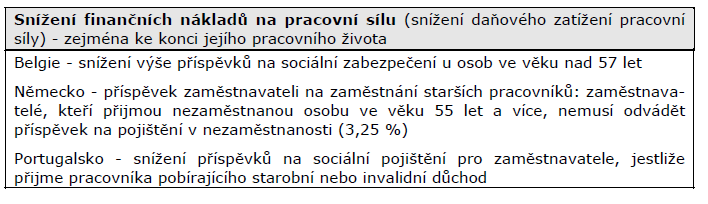 Snížení finančních nákladů na pracovní sílu (snížení daňového zatížení pracovní
síly) - zejména ke konci jejího pracovního života
Belgie - snížení výše příspěvků na sociální zabezpečení u osob ve věku nad 57 let
Německo - příspěvek zaměstnavateli na zaměstnání starších pracovníků: zaměstnava-
telé, kteří přijmou nezaměstnanou osobu ve věku 55 let a více, nemusí odvádět
příspěvek na pojištění v nezaměstnanosti (3,25 %)
Portugalsko - snížení příspěvků na sociální pojištění pro zaměstnavatele, jestliže
přijme pracovníka pobírajícího starobní nebo invalidní důchod